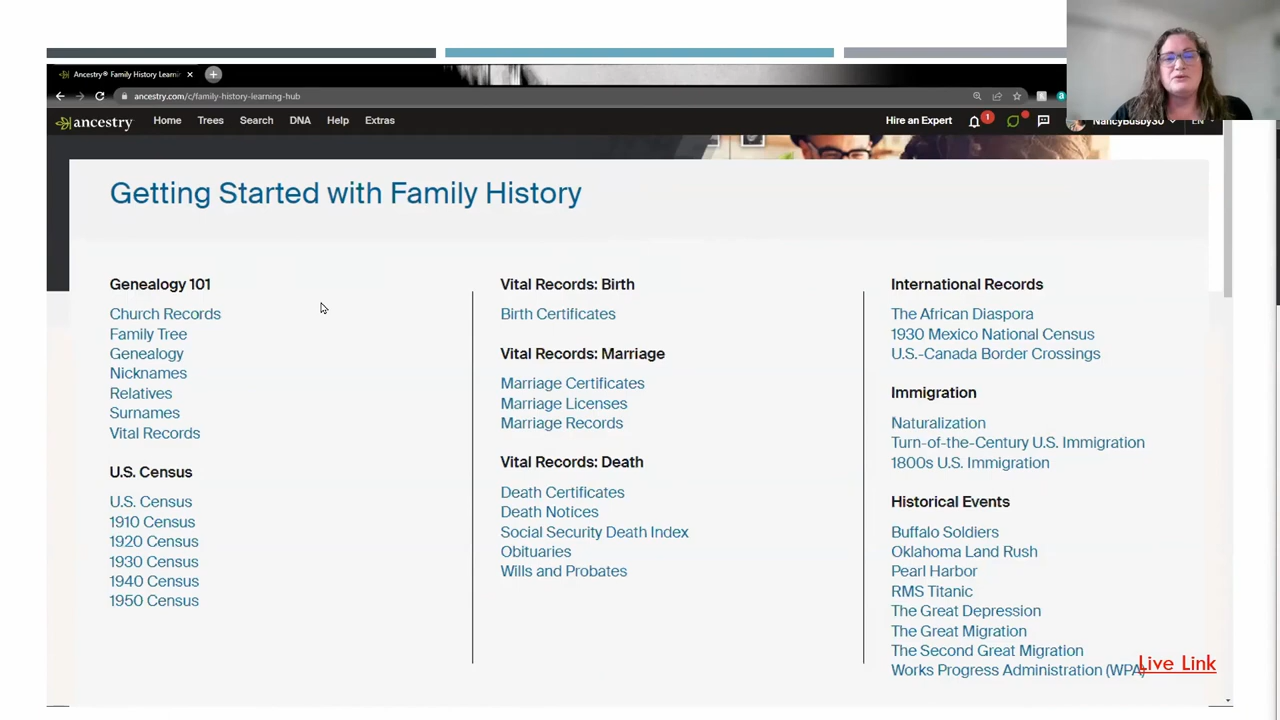 Ancestry® Family History Learnin
ancestry.com/c/family-history-learning-hub
ancestry Home Trees Search DNA Help Extras Hire an Expert 1 NancyBusby30 EN
Getting Started with Family History
Genealogy 101
Church Records
Family Tree
Genealogy
Nicknames
Relatives
Surnames
Vital Records
U.S. Census
U.S. Census
1910 Census
1920 Census
1930 Census
1940 Census
1950 Census
Vital Records: Birth
Birth Certificates
Vital Records: Marriage
Marriage Certificates
Marriage Licenses
Marriage Records
Vital Records: Death
Death Certificates
Death Notices
Social Security Death Index
Obituaries
Wills and Probates
International Records
The African Diaspora
1930 Mexico National Census
U.S.-Canada Border Crossings
Immigration
Naturalization
Turn-of-the-Century U.S. Immigration
1800s U.S. Immigration
Historical Events
Buffalo Soldiers
Oklahoma Land Rush
Pearl Harbor
RMS Titanic
The Great Depression
The Great Migration
The Second Great Migration
Works Progress Administration (WPA)
Live Link